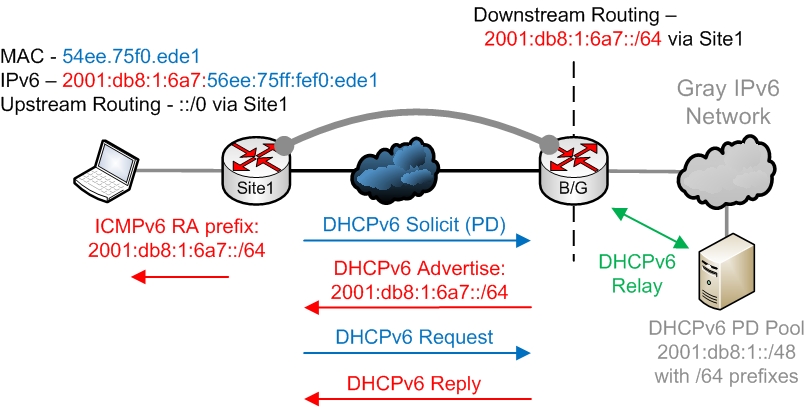 Downstream Routing –
2001:db8:1:6a7::/64 via Site1
MAC - 54ee.75f0.ede1
IPv6 – 2001:db8:1:6a7:56ee:75ff:fef0:ede1
Upstream Routing - ::/0 via Site1
Gray IPv6
Network
Site1
B/G
ICMPv6 RA prefix:
2001:db8:1:6a7::/64
DHCPv6 Solicit (PD)
DHCPv6 Advertise:
2001:db8:1:6a7::/64
DHCPv6 Request
DHCPv6 Reply
DHCPv6
Relay
DHCPv6 PD Pool
2001:db8:1::/48
with /64 prefixes